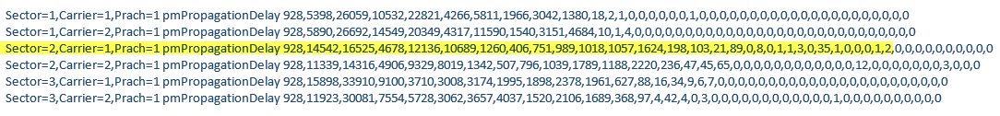 Sector=1,Carrier=1,Prach=1 pmPropagationDelay 928,5398,26059,10532,22821,4266,5811,1966,3042,1380,18,2,1,0,0,0,0,0,0,1,0,0,0,0,0,0,0,0,0,0,0,0,0,0,0,0,0,0,0,0,0
Sector=1,Carrier=2,Prach=1 pmPropagationDelay 928,5890,26692,14549,20349,4317,11590,1540,3151,4684,10,1,4,0,0,0,0,0,0,0,0,0,0,0,0,0,0,0,0,0,0,0,0,0,0,0,0,0,0,0,0
Sector=2,Carrier=1,Prach=1 pmPropagationDelay 928,14542,16525,4678,12136,10689,1260,406,751,989,1018,1057,1624,198,103,21,89,0,8,0,1,1,3,0,35,1,0,0,0,1,2,0,0,0,0,0,0,0,0,0,0
Sector=2,Carrier=2,Prach=1 pmPropagationDelay 928,11339,14316,4906,9329,8019,1342,507,796,1039,1789,1188,2220,236,47,45,65,0,0,0,0,0,0,0,0,0,0,12,0,0,0,0,0,0,0,3,0,0,0
Sector=3,Carrier=1,Prach=1 pmPropagationDelay 928,15898,33910,9100,3710,3008,3174,1995,1898,2378,1961,627,88,16,34,9,6,7,0,0,0,0,0,0,0,0,0,0,0,0,0,0,0,0,0,0,0,0,0,0,0
Sector=3,Carrier=2,Prach=1 pmPropagationDelay 928,11923,30081,7554,5728,3062,3657,4037,1520,2106,1689,368,97,4,42,4,0,3,0,0,0,0,0,0,0,0,0,0,0,0,1,0,0,0,0,0,0,0,0